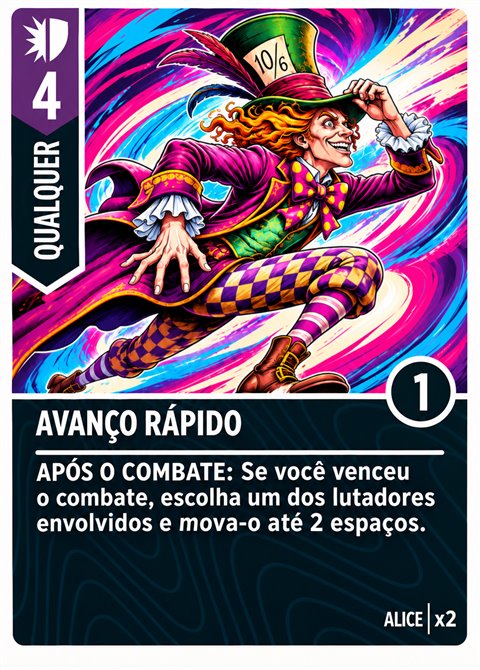 10/6
4
QUALQUER
1
AVANÇO RÁPIDO
APÓS O COMBATE: Se você venceu
o combate, escolha um dos lutadores
envolvidos e mova-o até 2 espaços.
ALICE | x2